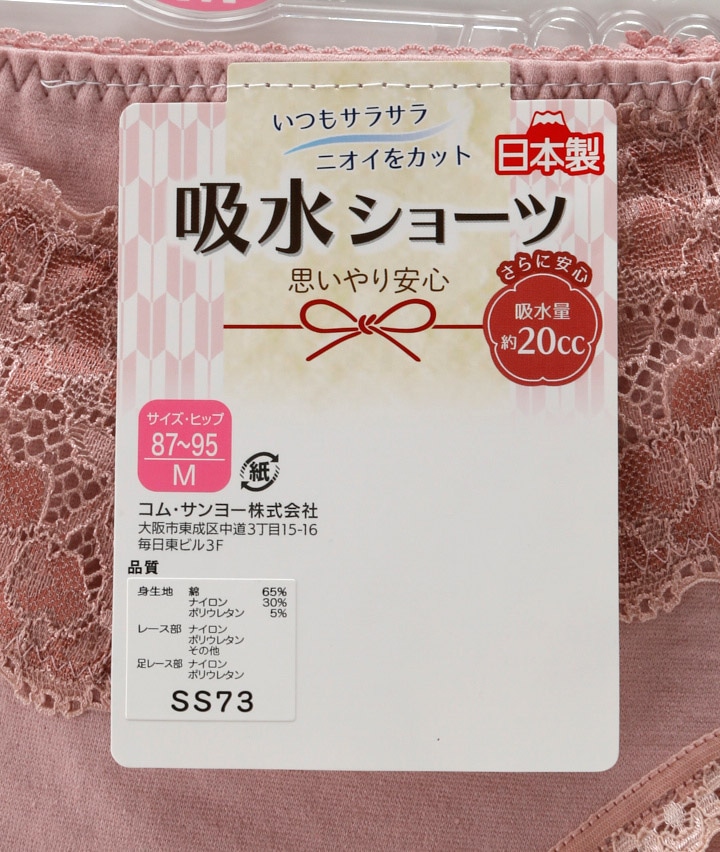 いつもサラサラ
ニオイをカット
日本製
吸水ショーツ
思いやり安心
さらに安心
吸水量
約20cc
サイズ・ヒップ
87~95
M
紙
コム・サンヨー株式会社
大阪市東成区中道3丁目15-16
毎日東ビル3F
品質
身生地 綿 65%
ナイロン 30%
ポリウレタン 5%
レース部 ナイロン
ポリウレタン
その他
足レース部 ナイロン
ポリウレタン
SS73